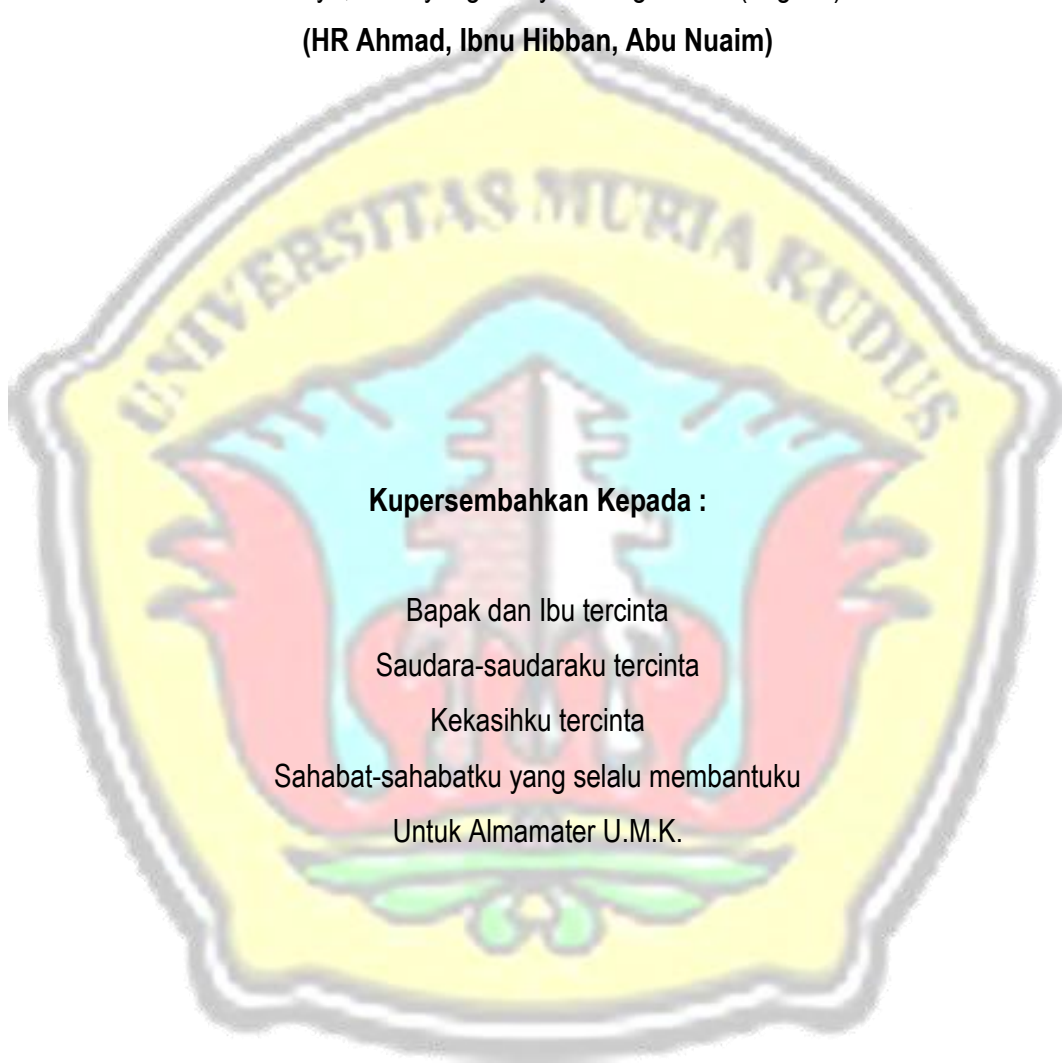 (HR Ahmad, Ibnu Hibban, Abu Nuaim)
UNIVERSITAS MURIA KUDUS
Kupersembahkan Kepada :
Bapak dan Ibu tercinta
Saudara-saudaraku tercinta
Kekasihku tercinta
Sahabat-sahabatku yang selalu membantuku
Untuk Almamater U.M.K.